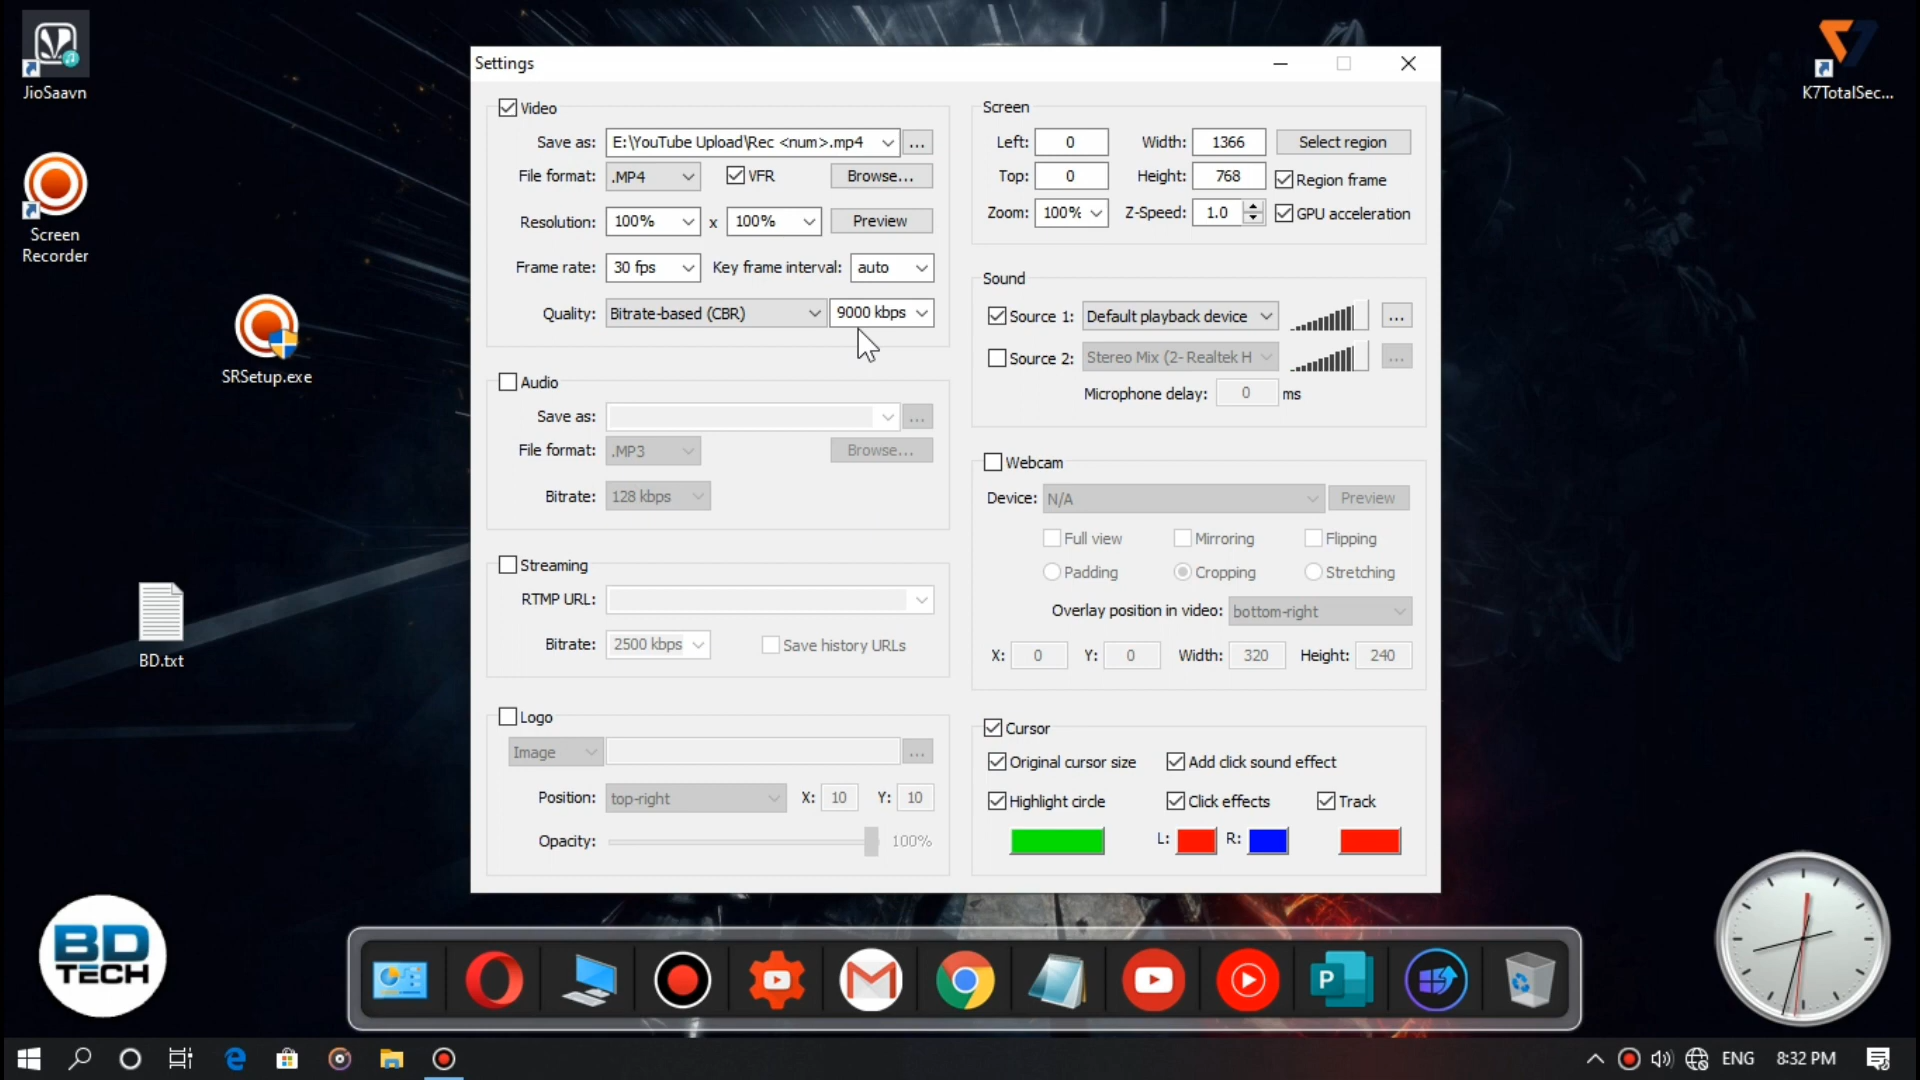 JioSaavn
Screen
Recorder
SRSetup.exe
BD.txt
BD
TECH
K7TotalSec...
Settings
Video
Save as: E:\YouTube Upload\Rec <num>.mp4 ...
File format: .MP4 VFR Browse...
Resolution: 100% x 100% Preview
Frame rate: 30 fps Key frame interval: auto
Quality: Bitrate-based (CBR) 9000 kbps
Audio
Save as: ...
File format: .MP3 Browse...
Bitrate: 128 kbps
Streaming
RTMP URL:
Bitrate: 2500 kbps Save history URLs
Logo
Image ...
Position: top-right X: 10 Y: 10
Opacity: 100%
Screen
Left: 0 Width: 1366 Select region
Top: 0 Height: 768 Region frame
Zoom: 100% Z-Speed: 1.0 GPU acceleration
Sound
Source 1: Default playback device ...
Source 2: Stereo Mix (2- Realtek H ...
Microphone delay: 0 ms
Webcam
Device: N/A Preview
Full view Mirroring Flipping
Padding Cropping Stretching
Overlay position in video: bottom-right
X: 0 Y: 0 Width: 320 Height: 240
Cursor
Original cursor size Add click sound effect
Highlight circle Click effects Track
L: R:
P
ENG 8:32 PM